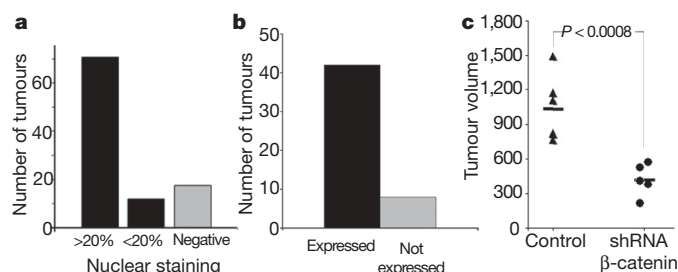 a
Number of tumours
60
40
20
0
>20% <20% Negative
Nuclear staining
b
Number of tumours
50
40
30
20
10
0
Expressed Not expressed
c
P < 0.0008
Tumour volume
1,800
1,500
1,200
900
600
300
0
Control shRNA
β-catenin